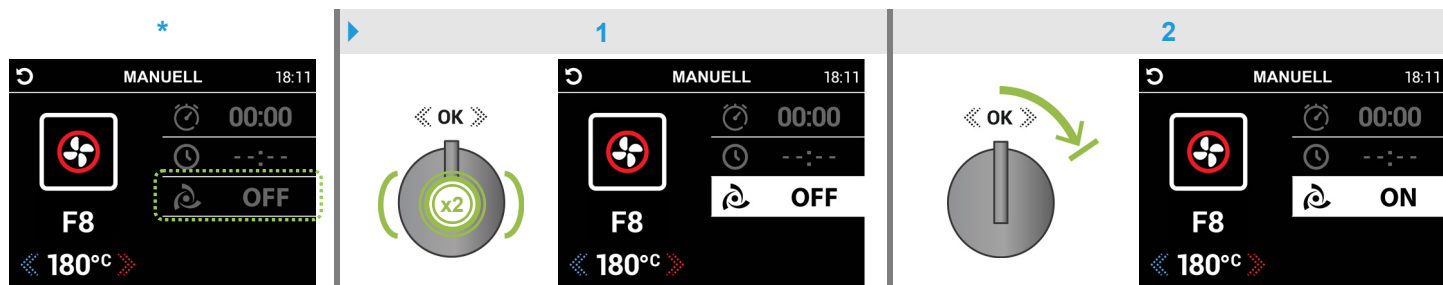 *
1
2
MANUELL 18:11
00:00
--:--
OFF
F8
180°C
OK
x2
MANUELL 18:11
00:00
--:--
OFF
F8
180°C
OK
MANUELL 18:11
00:00
--:--
ON
F8
180°C